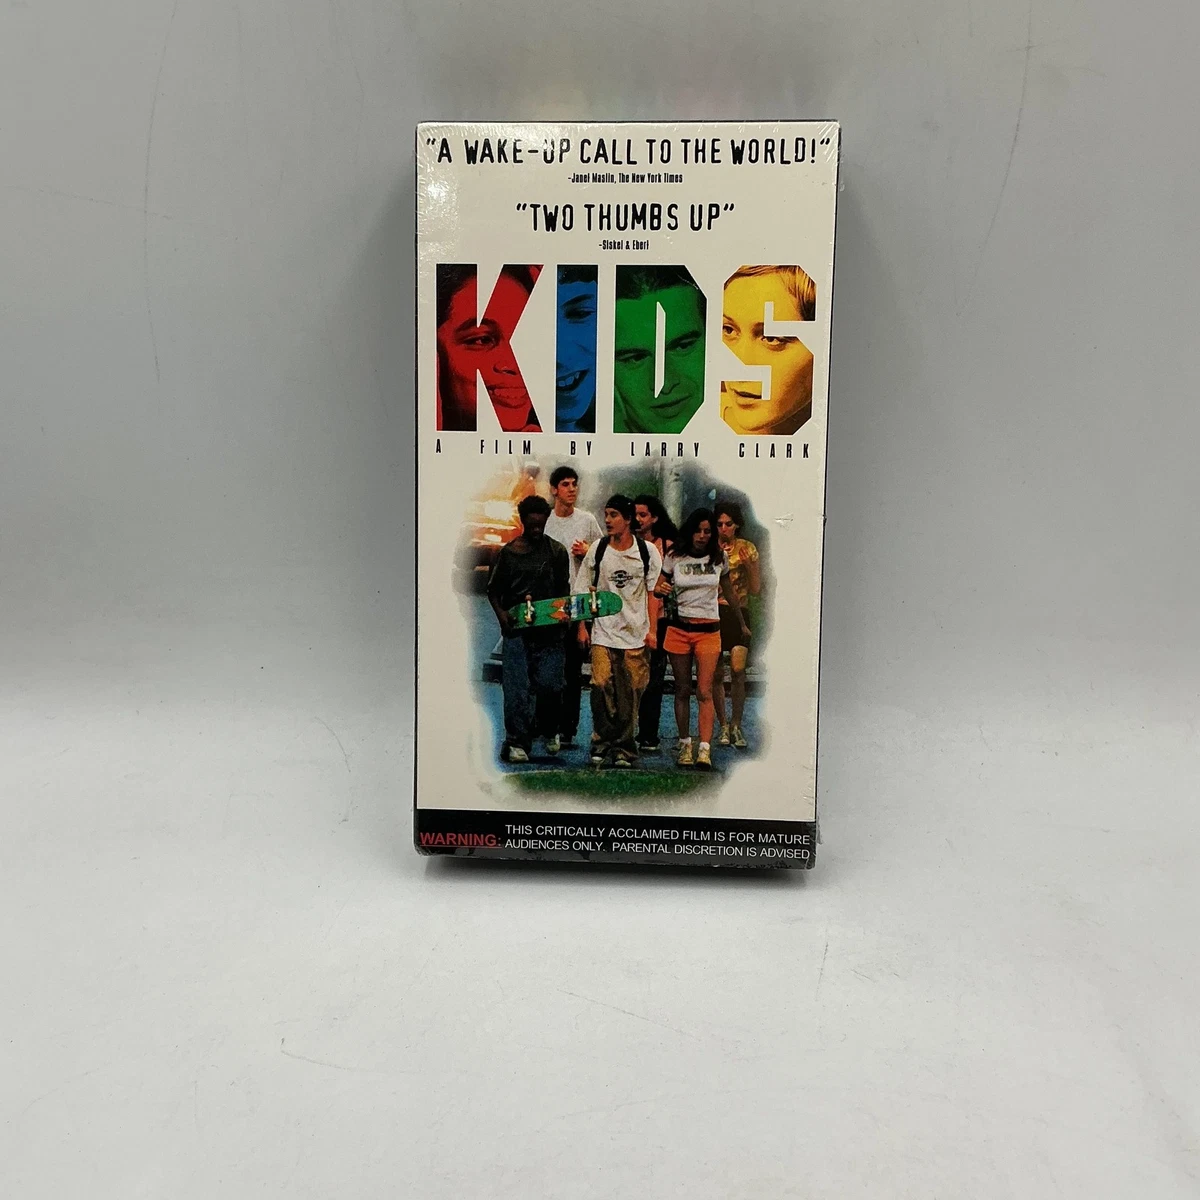 "A WAKE-UP CALL TO THE WORLD!"
-Janet Maslin, The New York Times
"TWO THUMBS UP"
-Siskel & Ebert
KIDS
A FILM BY LARRY CLARK
WARNING: THIS CRITICALLY ACCLAIMED FILM IS FOR MATURE
AUDIENCES ONLY. PARENTAL DISCRETION IS ADVISED